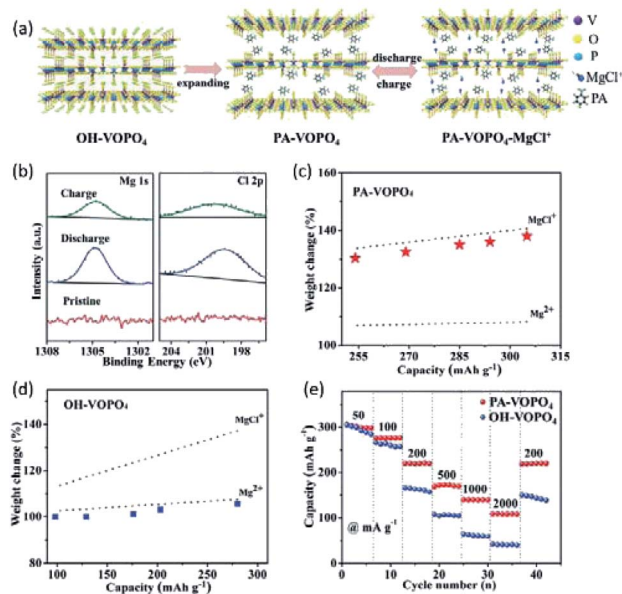 (a)
V
O
P
MgCl⁺
PA
expanding
discharge
charge
OH-VOPO₄
PA-VOPO₄
PA-VOPO₄-MgCl⁺
(b)
Mg 1s
Cl 2p
Charge
Discharge
Pristine
Intensity (a.u.)
1308 1305 1302 204 201 198
Binding Energy (eV)
(c)
PA-VOPO₄
MgCl⁺
Mg²⁺
Weight change (%)
160
140
120
100
255 270 285 300 315
Capacity (mAh g⁻¹)
(d)
OH-VOPO₄
MgCl⁺
Mg²⁺
Weight change (%)
140
120
100
80
100 150 200 250 300
Capacity (mAh g⁻¹)
(e)
PA-VOPO₄
OH-VOPO₄
50 100 200 500 1000 2000 200
@ mA g⁻¹
Capacity (mAh g⁻¹)
400
300
200
100
0
0 10 20 30 40
Cycle number (n)